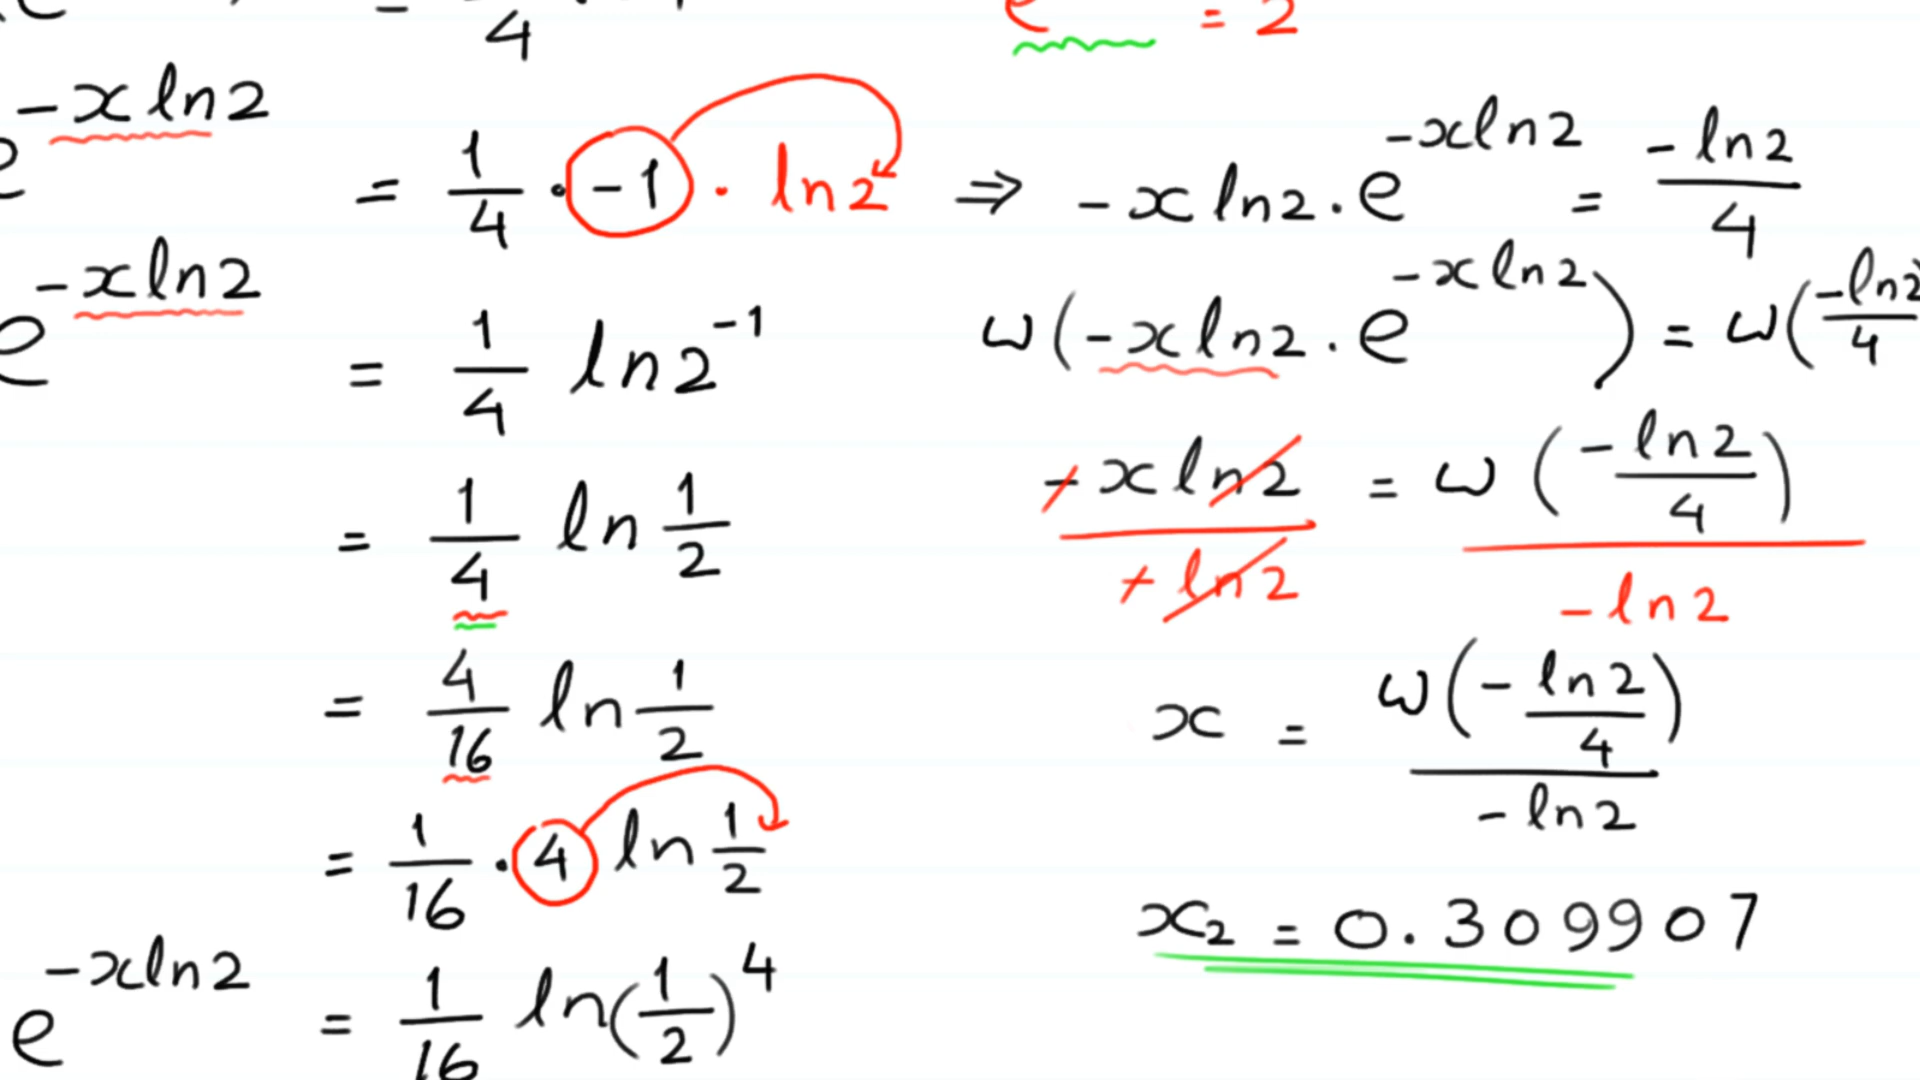 4
e = 2
-x ln2
e = 1/4 · -1 · ln2 ⇒ -x ln2 · e^(-x ln2) = -ln2/4
e^(-x ln2) = 1/4 ln2^(-1)
= 1/4 ln 1/2
= 4/16 ln 1/2
= 1/16 · 4 ln 1/2
e^(-x ln2) = 1/16 ln(1/2)^4
ω(-x ln2 · e^(-x ln2)) = ω(-ln2/4
-x ln2 / -ln2 = ω(-ln2/4) / -ln2
x = ω(-ln2/4) / -ln2
x₂ = 0.309907